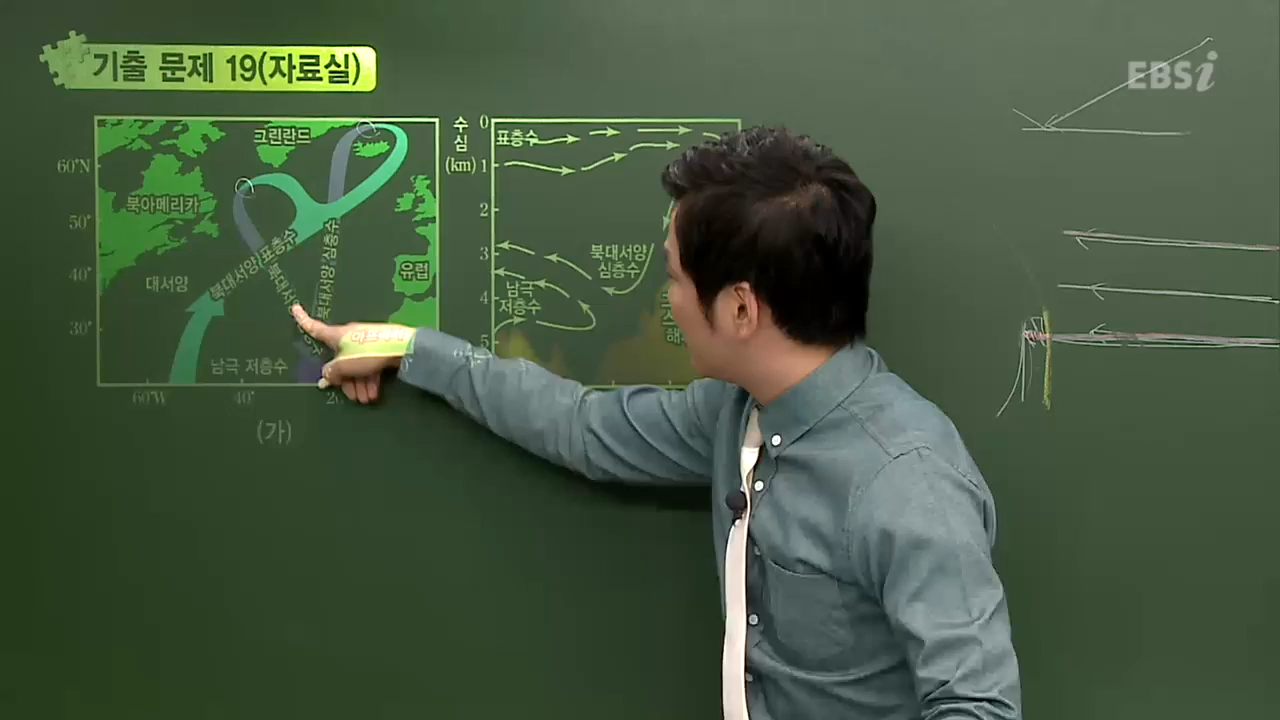 기출 문제 19(자료실)
EBSi
그린란드
60°N
북아메리카
50°
40°
대서양
30°
북대서양 표층수
북대서양 심층수
유럽
남극 저층수
60°W
40°
(가)
수심
(km)
0
1
2
3
4
5
표층수
북대서양
심층수
남극
저층수